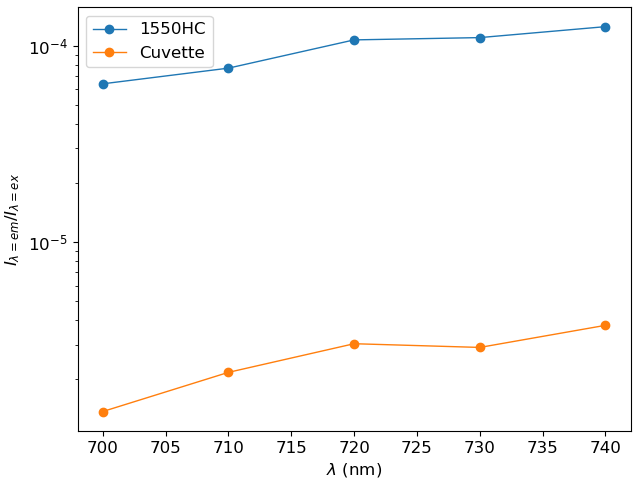 1550HC
Cuvette
10⁻⁴
10⁻⁵
I_{λ=em}/I_{λ=ex}
700 705 710 715 720 725 730 735 740
λ (nm)